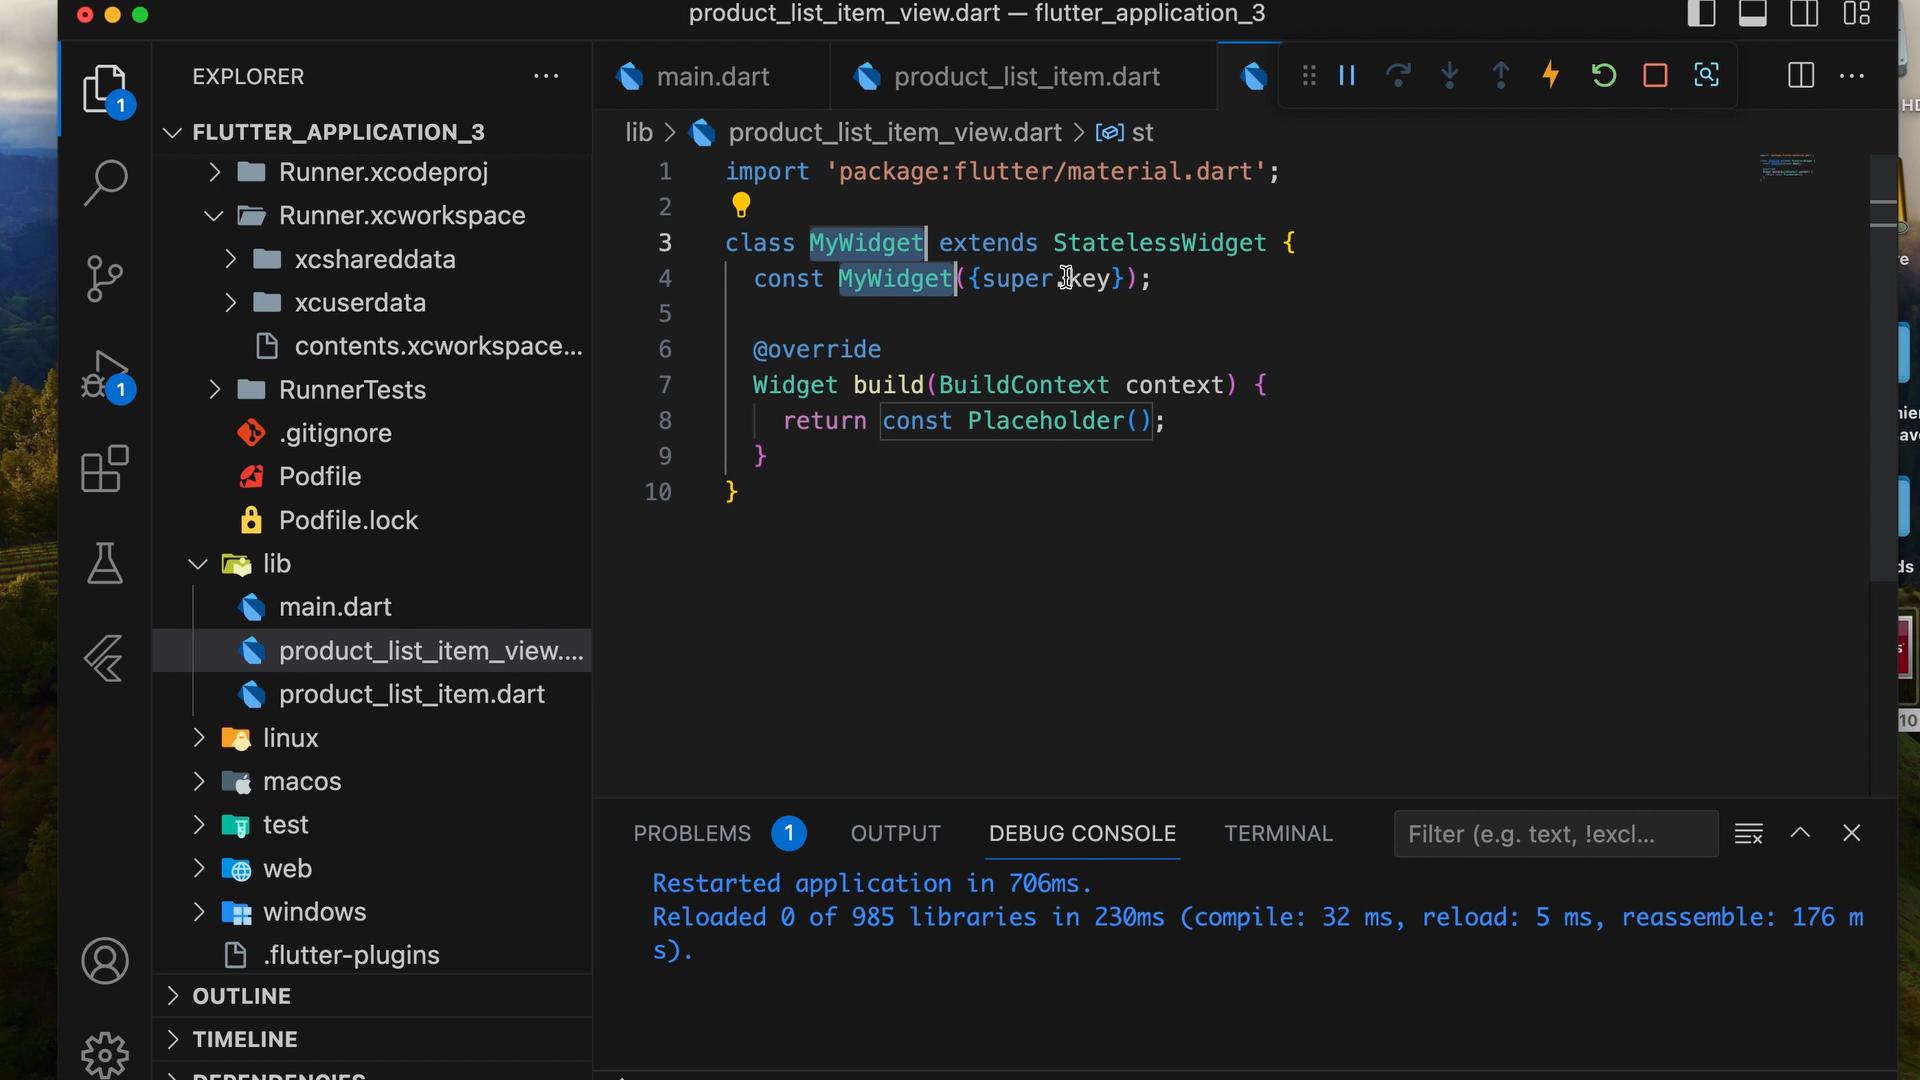 product_list_item_view.dart — flutter_application_3
EXPLORER
1
FLUTTER_APPLICATION_3
Runner.xcodeproj
Runner.xcworkspace
xcshareddata
xcuserdata
contents.xcworkspace...
RunnerTests
1
.gitignore
Podfile
Podfile.lock
lib
main.dart
product_list_item_view....
product_list_item.dart
linux
macos
test
web
windows
.flutter-plugins
OUTLINE
TIMELINE
DEPENDENCIES
main.dart
product_list_item.dart
lib > product_list_item_view.dart > st
1 import 'package:flutter/material.dart';
2
3 class MyWidget extends StatelessWidget {
4 const MyWidget({super.key});
5
6 @override
7 Widget build(BuildContext context) {
8 return const Placeholder();
9 }
10 }
PROBLEMS 1 OUTPUT DEBUG CONSOLE TERMINAL Filter (e.g. text, !excl...
Restarted application in 706ms.
Reloaded 0 of 985 libraries in 230ms (compile: 32 ms, reload: 5 ms, reassemble: 176 m
s).
10